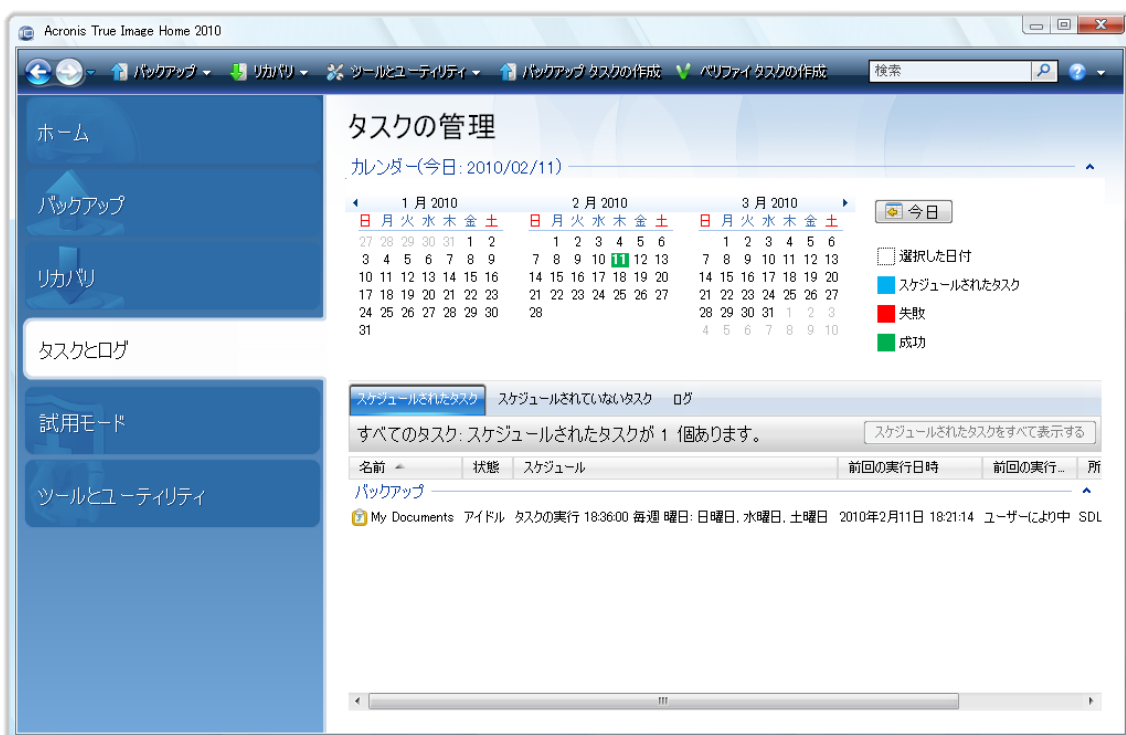 Acronis True Image Home 2010
バックアップ リカバリ ツールとユーティリティ バックアップ タスクの作成 ベリファイ タスクの作成 検索
ホーム
バックアップ
リカバリ
タスクとログ
試用モード
ツールとユーティリティ
タスクの管理
カレンダー(今日: 2010/02/11)
1 月 2010
日 月 火 水 木 金 土
27 28 29 30 31 1 2
3 4 5 6 7 8 9
10 11 12 13 14 15 16
17 18 19 20 21 22 23
24 25 26 27 28 29 30
31
2 月 2010
日 月 火 水 木 金 土
1 2 3 4 5 6
7 8 9 10 11 12 13
14 15 16 17 18 19 20
21 22 23 24 25 26 27
28
3 月 2010
日 月 火 水 木 金 土
1 2 3 4 5 6
7 8 9 10 11 12 13
14 15 16 17 18 19 20
21 22 23 24 25 26 27
28 29 30 31 1 2 3
4 5 6 7 8 9 10
今日
選択した日付
スケジュールされたタスク
失敗
成功
スケジュールされたタスク スケジュールされていないタスク ログ
すべてのタスク: スケジュールされたタスクが 1 個あります。 スケジュールされたタスクをすべて表示する
名前 状態 スケジュール 前回の実行日時 前回の実行... 所
バックアップ
My Documents アイドル タスクの実行 18:36:00 毎週 曜日: 日曜日, 水曜日, 土曜日 2010年2月11日 18:21:14 ユーザーにより中 SDL